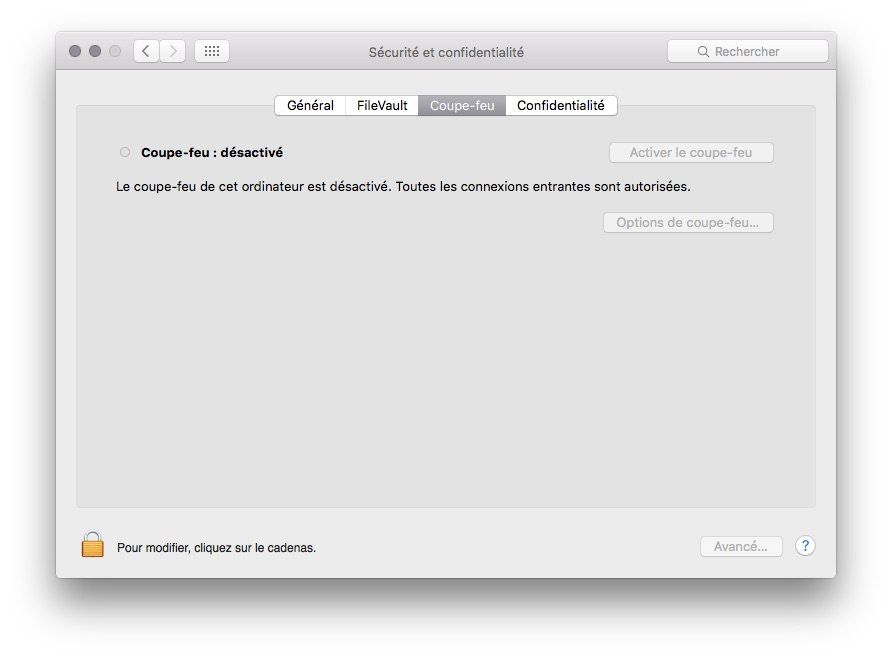 Sécurité et confidentialité
Rechercher
Général
FileVault
Coupe-feu
Confidentialité
Coupe-feu : désactivé
Activer le coupe-feu
Le coupe-feu de cet ordinateur est désactivé. Toutes les connexions entrantes sont autorisées.
Options de coupe-feu...
Pour modifier, cliquez sur le cadenas.
Avancé...
?